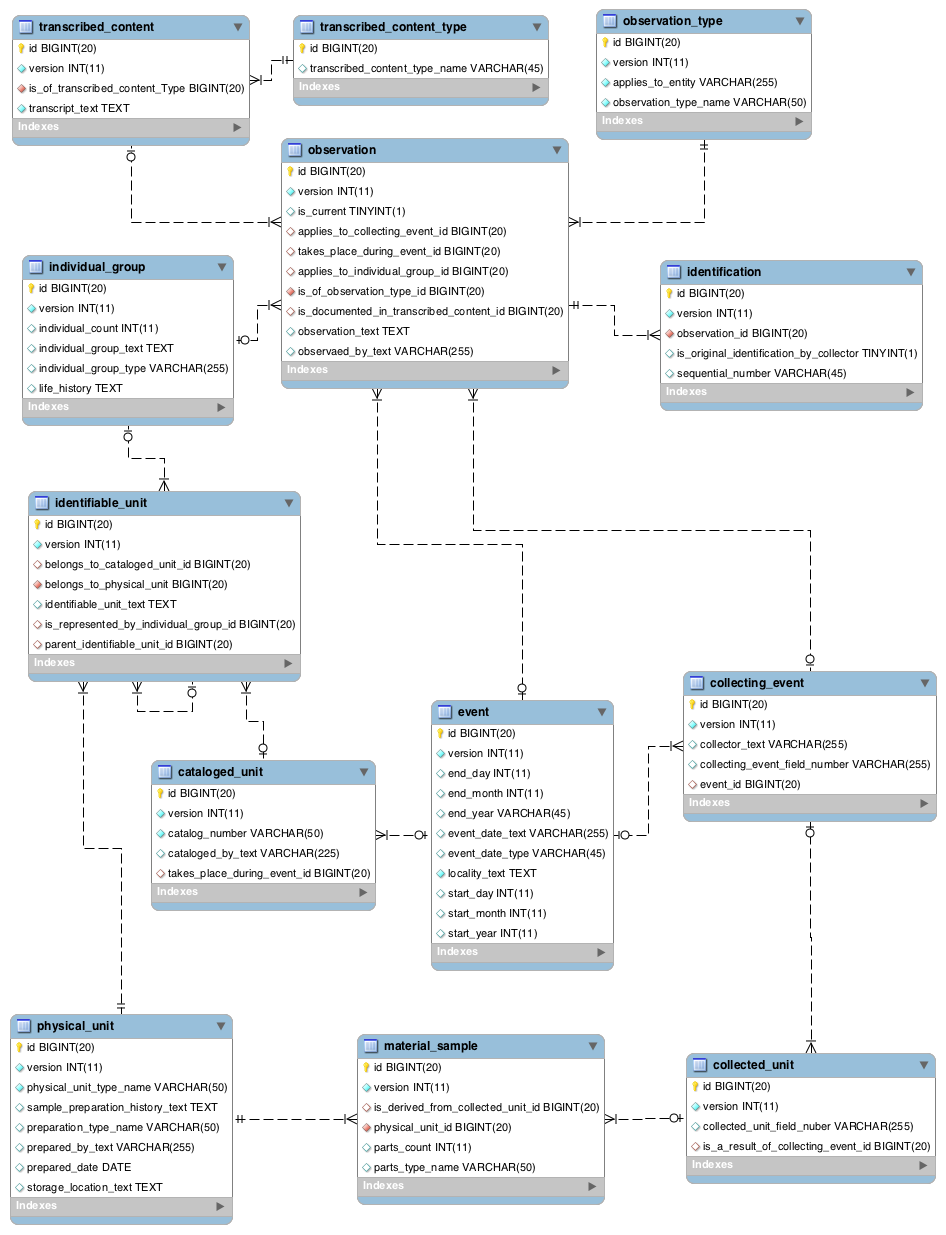 transcribed_content
id BIGINT(20)
version INT(11)
is_of_transcribed_content_Type BIGINT(20)
transcript_text TEXT
Indexes
transcribed_content_type
id BIGINT(20)
transcribed_content_type_name VARCHAR(45)
Indexes
observation_type
id BIGINT(20)
version INT(11)
applies_to_entity VARCHAR(255)
observation_type_name VARCHAR(50)
Indexes
observation
id BIGINT(20)
version INT(11)
is_current TINYINT(1)
applies_to_collecting_event_id BIGINT(20)
takes_place_during_event_id BIGINT(20)
applies_to_individual_group_id BIGINT(20)
is_of_observation_type_id BIGINT(20)
is_documented_in_transcribed_content_id BIGINT(20)
observation_text TEXT
observaed_by_text VARCHAR(255)
Indexes
individual_group
id BIGINT(20)
version INT(11)
individual_count INT(11)
individual_group_text TEXT
individual_group_type VARCHAR(255)
life_history TEXT
Indexes
identification
id BIGINT(20)
version INT(11)
observation_id BIGINT(20)
is_original_identification_by_collector TINYINT(1)
sequential_number VARCHAR(45)
Indexes
identifiable_unit
id BIGINT(20)
version INT(11)
belongs_to_cataloged_unit_id BIGINT(20)
belongs_to_physical_unit BIGINT(20)
identifiable_unit_text TEXT
is_represented_by_individual_group_id BIGINT(20)
parent_identifiable_unit_id BIGINT(20)
Indexes
cataloged_unit
id BIGINT(20)
version INT(11)
catalog_number VARCHAR(50)
cataloged_by_text VARCHAR(225)
takes_place_during_event_id BIGINT(20)
Indexes
event
id BIGINT(20)
version INT(11)
end_day INT(11)
end_month INT(11)
end_year VARCHAR(45)
event_date_text VARCHAR(255)
event_date_type VARCHAR(45)
locality_text TEXT
start_day INT(11)
start_month INT(11)
start_year INT(11)
Indexes
collecting_event
id BIGINT(20)
version INT(11)
collector_text VARCHAR(255)
collecting_event_field_number VARCHAR(255)
event_id BIGINT(20)
Indexes
physical_unit
id BIGINT(20)
version INT(11)
physical_unit_type_name VARCHAR(50)
sample_preparation_history_text TEXT
preparation_type_name VARCHAR(50)
prepared_by_text VARCHAR(255)
prepared_date DATE
storage_location_text TEXT
Indexes
material_sample
id BIGINT(20)
version INT(11)
is_derived_from_collected_unit_id BIGINT(20)
physical_unit_id BIGINT(20)
parts_count INT(11)
parts_type_name VARCHAR(50)
Indexes
collected_unit
id BIGINT(20)
version INT(11)
collected_unit_field_nuber VARCHAR(255)
is_a_result_of_collecting_event_id BIGINT(20)
Indexes